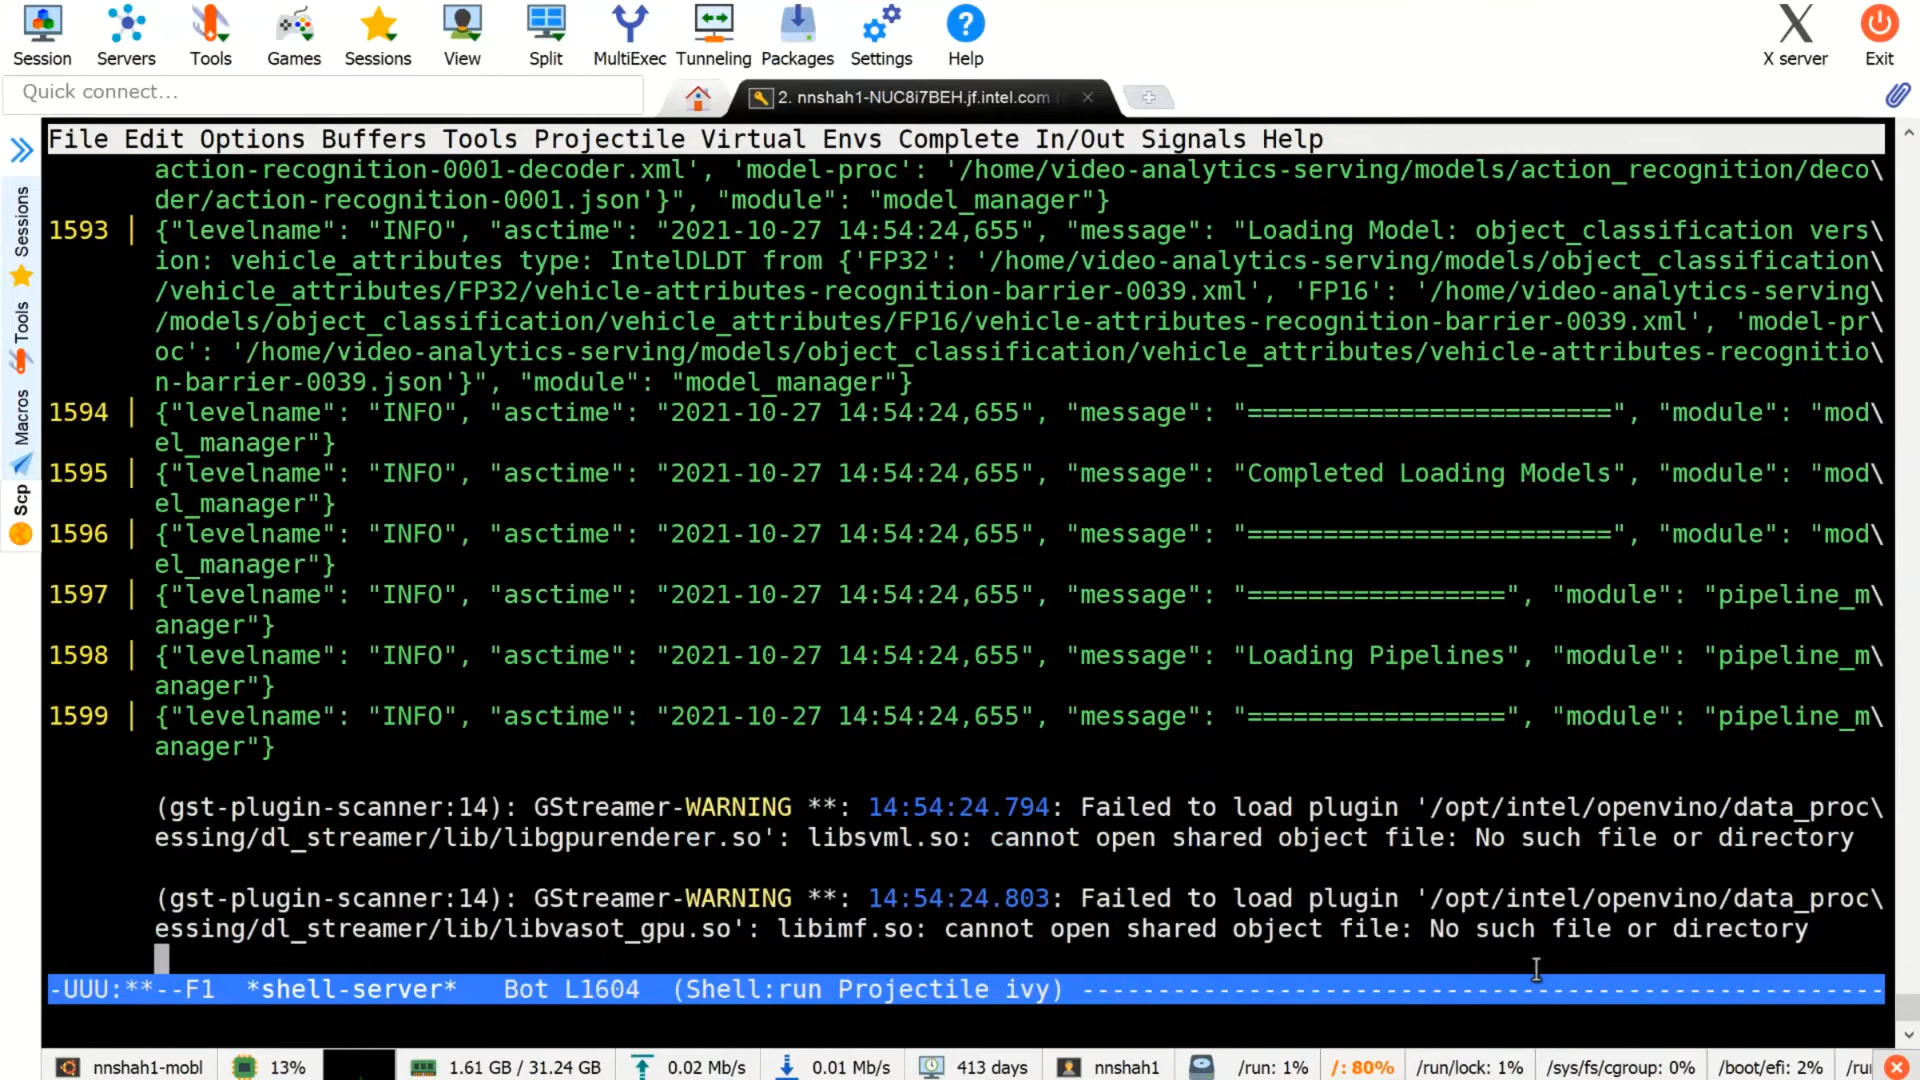 Session Servers Tools Games Sessions View Split MultiExec Tunneling Packages Settings Help X server Exit
Quick connect...
2. nnshah1-NUC8i7BEH.jf.intel.com
File Edit Options Buffers Tools Projectile Virtual Envs Complete In/Out Signals Help
Sessions
Tools
Macros
Scp
action-recognition-0001-decoder.xml', 'model-proc': '/home/video-analytics-serving/models/action_recognition/deco\
der/action-recognition-0001.json'}", "module": "model_manager"}
1593 | {"levelname": "INFO", "asctime": "2021-10-27 14:54:24,655", "message": "Loading Model: object_classification vers\
ion: vehicle_attributes type: IntelDLDT from {'FP32': '/home/video-analytics-serving/models/object_classification\
/vehicle_attributes/FP32/vehicle-attributes-recognition-barrier-0039.xml', 'FP16': '/home/video-analytics-serving\
/models/object_classification/vehicle_attributes/FP16/vehicle-attributes-recognition-barrier-0039.xml', 'model-pr\
oc': '/home/video-analytics-serving/models/object_classification/vehicle_attributes/vehicle-attributes-recognitio\
n-barrier-0039.json'}", "module": "model_manager"}
1594 | {"levelname": "INFO", "asctime": "2021-10-27 14:54:24,655", "message": "========================", "module": "mod\
el_manager"}
1595 | {"levelname": "INFO", "asctime": "2021-10-27 14:54:24,655", "message": "Completed Loading Models", "module": "mod\
el_manager"}
1596 | {"levelname": "INFO", "asctime": "2021-10-27 14:54:24,655", "message": "========================", "module": "mod\
el_manager"}
1597 | {"levelname": "INFO", "asctime": "2021-10-27 14:54:24,655", "message": "=================", "module": "pipeline_m\
anager"}
1598 | {"levelname": "INFO", "asctime": "2021-10-27 14:54:24,655", "message": "Loading Pipelines", "module": "pipeline_m\
anager"}
1599 | {"levelname": "INFO", "asctime": "2021-10-27 14:54:24,655", "message": "=================", "module": "pipeline_m\
anager"}
(gst-plugin-scanner:14): GStreamer-WARNING **: 14:54:24.794: Failed to load plugin '/opt/intel/openvino/data_proc\
essing/dl_streamer/lib/libgpurenderer.so': libsvml.so: cannot open shared object file: No such file or directory
(gst-plugin-scanner:14): GStreamer-WARNING **: 14:54:24.803: Failed to load plugin '/opt/intel/openvino/data_proc\
essing/dl_streamer/lib/libvasot_gpu.so': libimf.so: cannot open shared object file: No such file or directory
-UUU:**--F1 *shell-server* Bot L1604 (Shell:run Projectile ivy) -----------------------------------------------------
nnshah1-mobl 13% 1.61 GB / 31.24 GB 0.02 Mb/s 0.01 Mb/s 413 days nnshah1 /run: 1% /: 80% /run/lock: 1% /sys/fs/cgroup: 0% /boot/efi: 2%